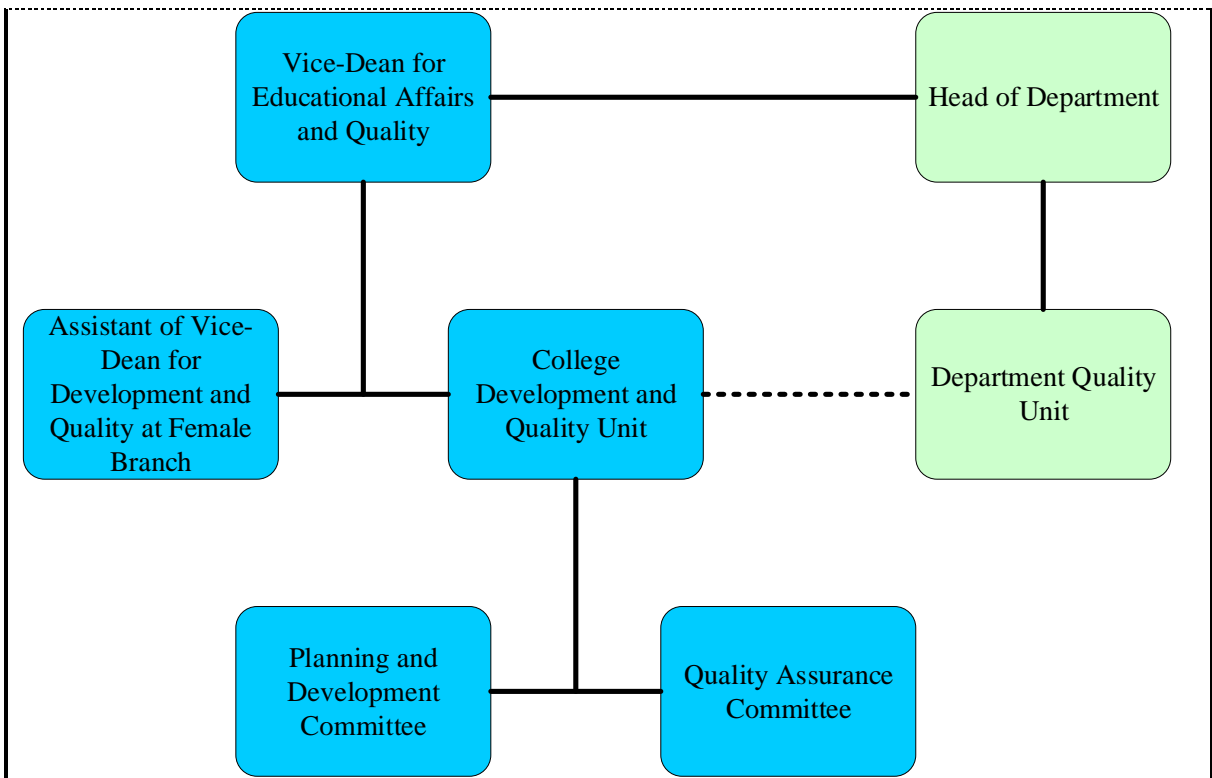 Vice-Dean for
Educational Affairs
and Quality
Head of Department
Assistant of Vice-
Dean for
Development and
Quality at Female
Branch
College
Development and
Quality Unit
Department Quality
Unit
Planning and
Development
Committee
Quality Assurance
Committee